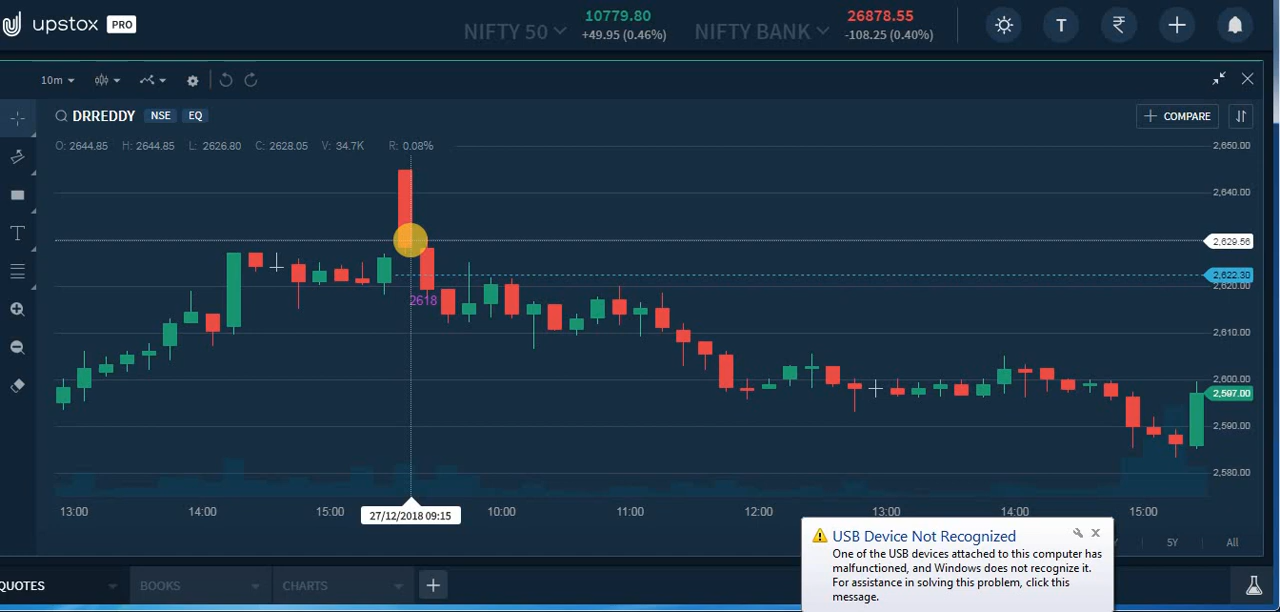 upstox PRO
NIFTY 50
10779.80
+49.95 (0.46%)
NIFTY BANK
26878.55
-108.25 (0.40%)
T
₹
10m
DRREDDY NSE EQ
COMPARE
O: 2644.85 H: 2644.85 L: 2626.80 C: 2628.05 V: 34.7K R: 0.08%
2,650.00
2,640.00
2,629.56
2,622.30
2,620.00
2618
2,610.00
2,600.00
2,597.00
2,590.00
2,580.00
13:00 14:00 15:00 27/12/2018 09:15 10:00 11:00 12:00 13:00 14:00 15:00
5Y All
USB Device Not Recognized
One of the USB devices attached to this computer has
malfunctioned, and Windows does not recognize it.
For assistance in solving this problem, click this
message.
QUOTES BOOKS CHARTS